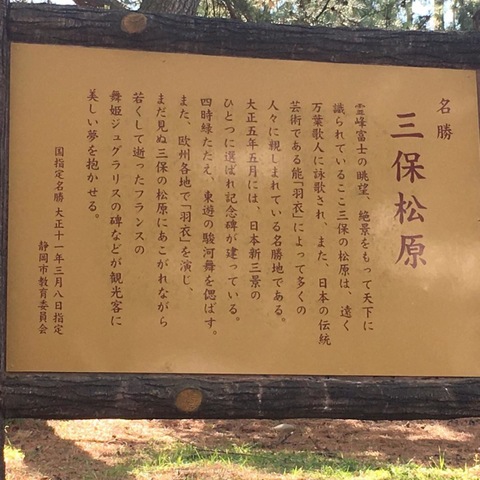 名勝
三保松原
霊峰富士の眺望、絶景をもって天下に
識られているここ三保の松原は、遠く
万葉歌人に詠歌され、また、日本の伝統
芸術である能「羽衣」によって多くの
人々に親しまれている名勝地である。
大正五年五月には、日本新三景の
ひとつに選ばれ記念碑が建っている。
四時緑たたえ、東遊の駿河舞を偲ばす。
また、欧州各地で「羽衣」を演じ、
まだ見ぬ三保の松原にあこがれながら
若くして逝ったフランスの
舞姫ジュグラリスの碑などが観光客に
美しい夢を抱かせる。
国指定名勝 大正十一年三月八日指定
静岡市教育委員会